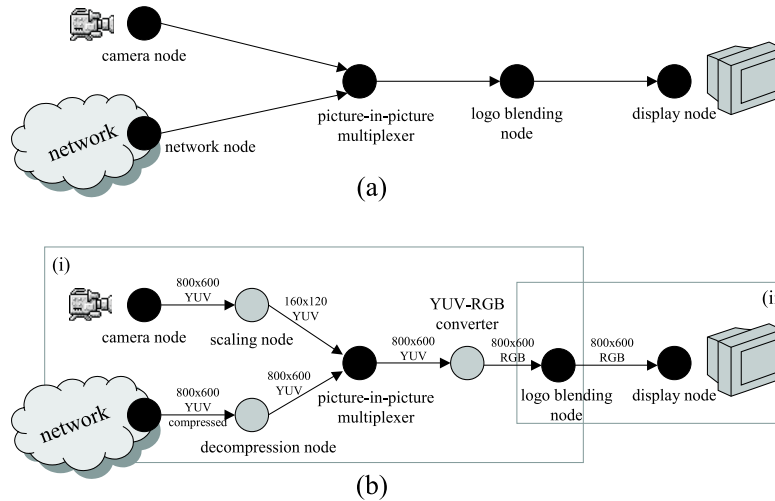 camera node
network
network node
picture-in-picture
multiplexer
logo blending
node
display node
(a)
(i)
(ii
800x600
YUV
160x120
YUV
YUV-RGB
converter
camera node
scaling node
800x600
YUV
800x600
RGB
800x600
RGB
800x600
YUV
compressed
800x600
YUV
network
picture-in-picture
multiplexer
logo blending
node
display node
decompression node
(b)